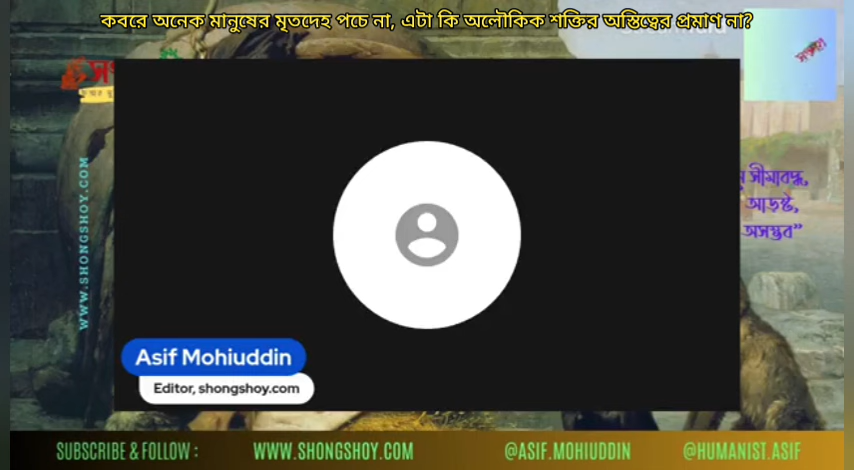 কবরে অনেক মানুষের মৃতদেহ পচে না, এটা কি অলৌকিক শক্তির অস্তিত্বের প্রমাণ না?
সংশয়
WWW.SHONGSHOY.COM
সীমাবদ্ধ,
আড়ষ্ট,
অসম্ভব”
Asif Mohiuddin
Editor, shongshoy.com
SUBSCRIBE & FOLLOW : WWW.SHONGSHOY.COM @ASIF.MOHIUDDIN @HUMANIST.ASIF